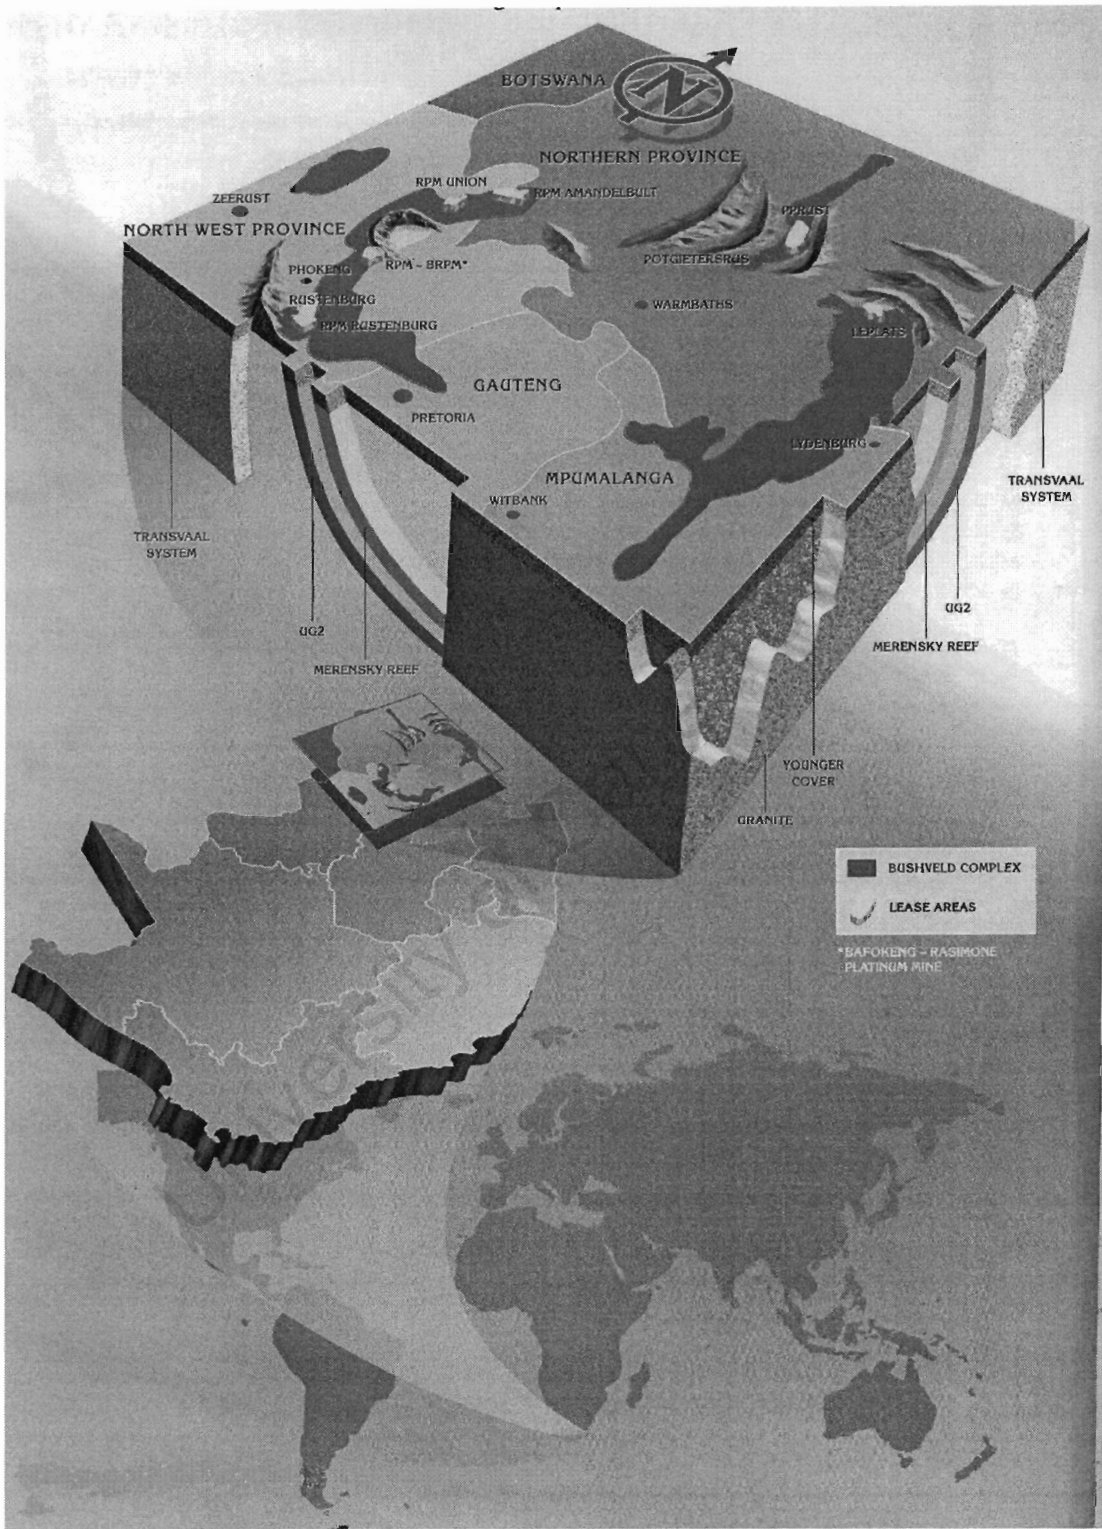 BOTSWANA
N
NORTHERN PROVINCE
RPM UNION
RPM AMANDELBULT
ZEERUST
NORTH WEST PROVINCE
PPRUST
RPM - BRPM*
POTGIETERSRUS
PHOKENG
RUSTENBURG
WARMBATHS
RPM RUSTENBURG
LEPLATS
GAUTENG
PRETORIA
LYDENBURG
MPUMALANGA
WITBANK
TRANSVAAL
SYSTEM
TRANSVAAL
SYSTEM
UG2
MERENSKY REEF
UG2
MERENSKY REEF
YOUNGER
COVER
GRANITE
BUSHVELD COMPLEX
LEASE AREAS
*BAFOKENG - RASIMONE
PLATINUM MINE
University